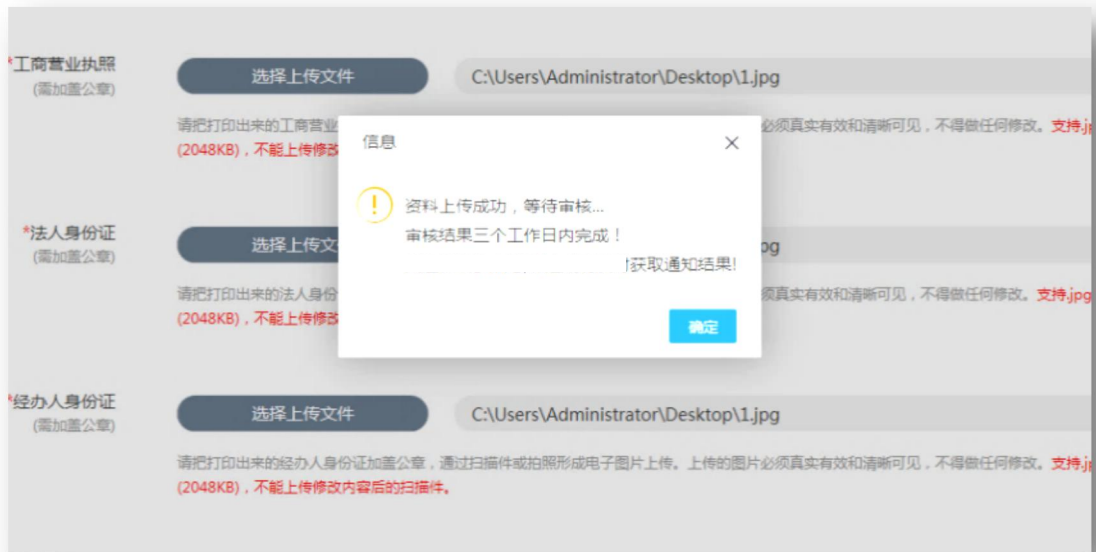 *工商营业执照
(需加盖公章)
选择上传文件
C:\Users\Administrator\Desktop\1.jpg
请把打印出来的工商营业
必须真实有效和清晰可见，不得做任何修改。支持.jp
(2048KB)，不能上传修改
信息
资料上传成功，等待审核...
审核结果三个工作日内完成！
获取通知结果!
确定
*法人身份证
(需加盖公章)
选择上传文
pg
请把打印出来的法人身份
须真实有效和清晰可见，不得做任何修改。支持.jpg
(2048KB)，不能上传修改
*经办人身份证
(需加盖公章)
选择上传文件
C:\Users\Administrator\Desktop\1.jpg
请把打印出来的经办人身份证加盖公章，通过扫描件或拍照形成电子图片上传。上传的图片必须真实有效和清晰可见，不得做任何修改。支持.jp
(2048KB)，不能上传修改内容后的扫描件。